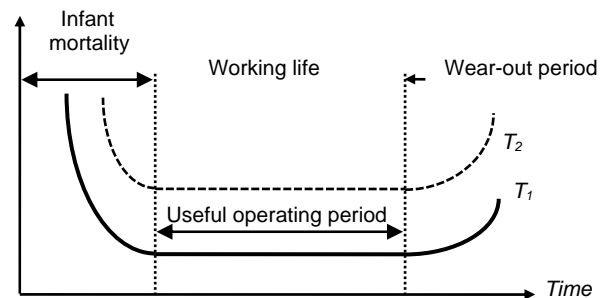 Infant
mortality
Working life
Wear-out period
T2
Useful operating period
T1
Time